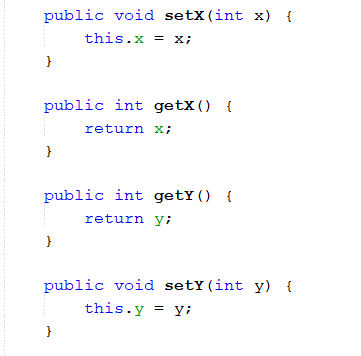 public void setX(int x) {
this.x = x;
}
public int getX() {
return x;
}
public int getY() {
return y;
}
public void setY(int y) {
this.y = y;
}